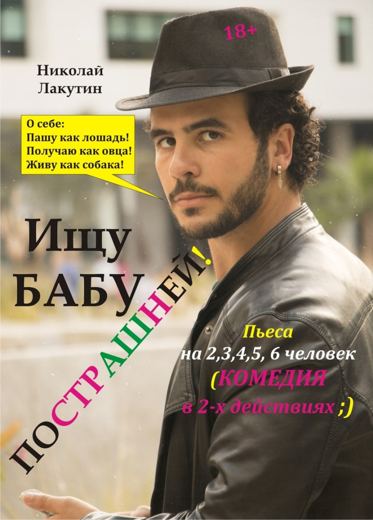 18+
Николай
Лакутин
О себе:
Пашу как лошадь!
Получаю как овца!
Живу как собака!
Ищу
БАБУ
ПОСТРАШНЕЙ!
Пьеса
на 2,3,4,5, 6 человек
(КОМЕДИЯ
в 2-х действиях ;)